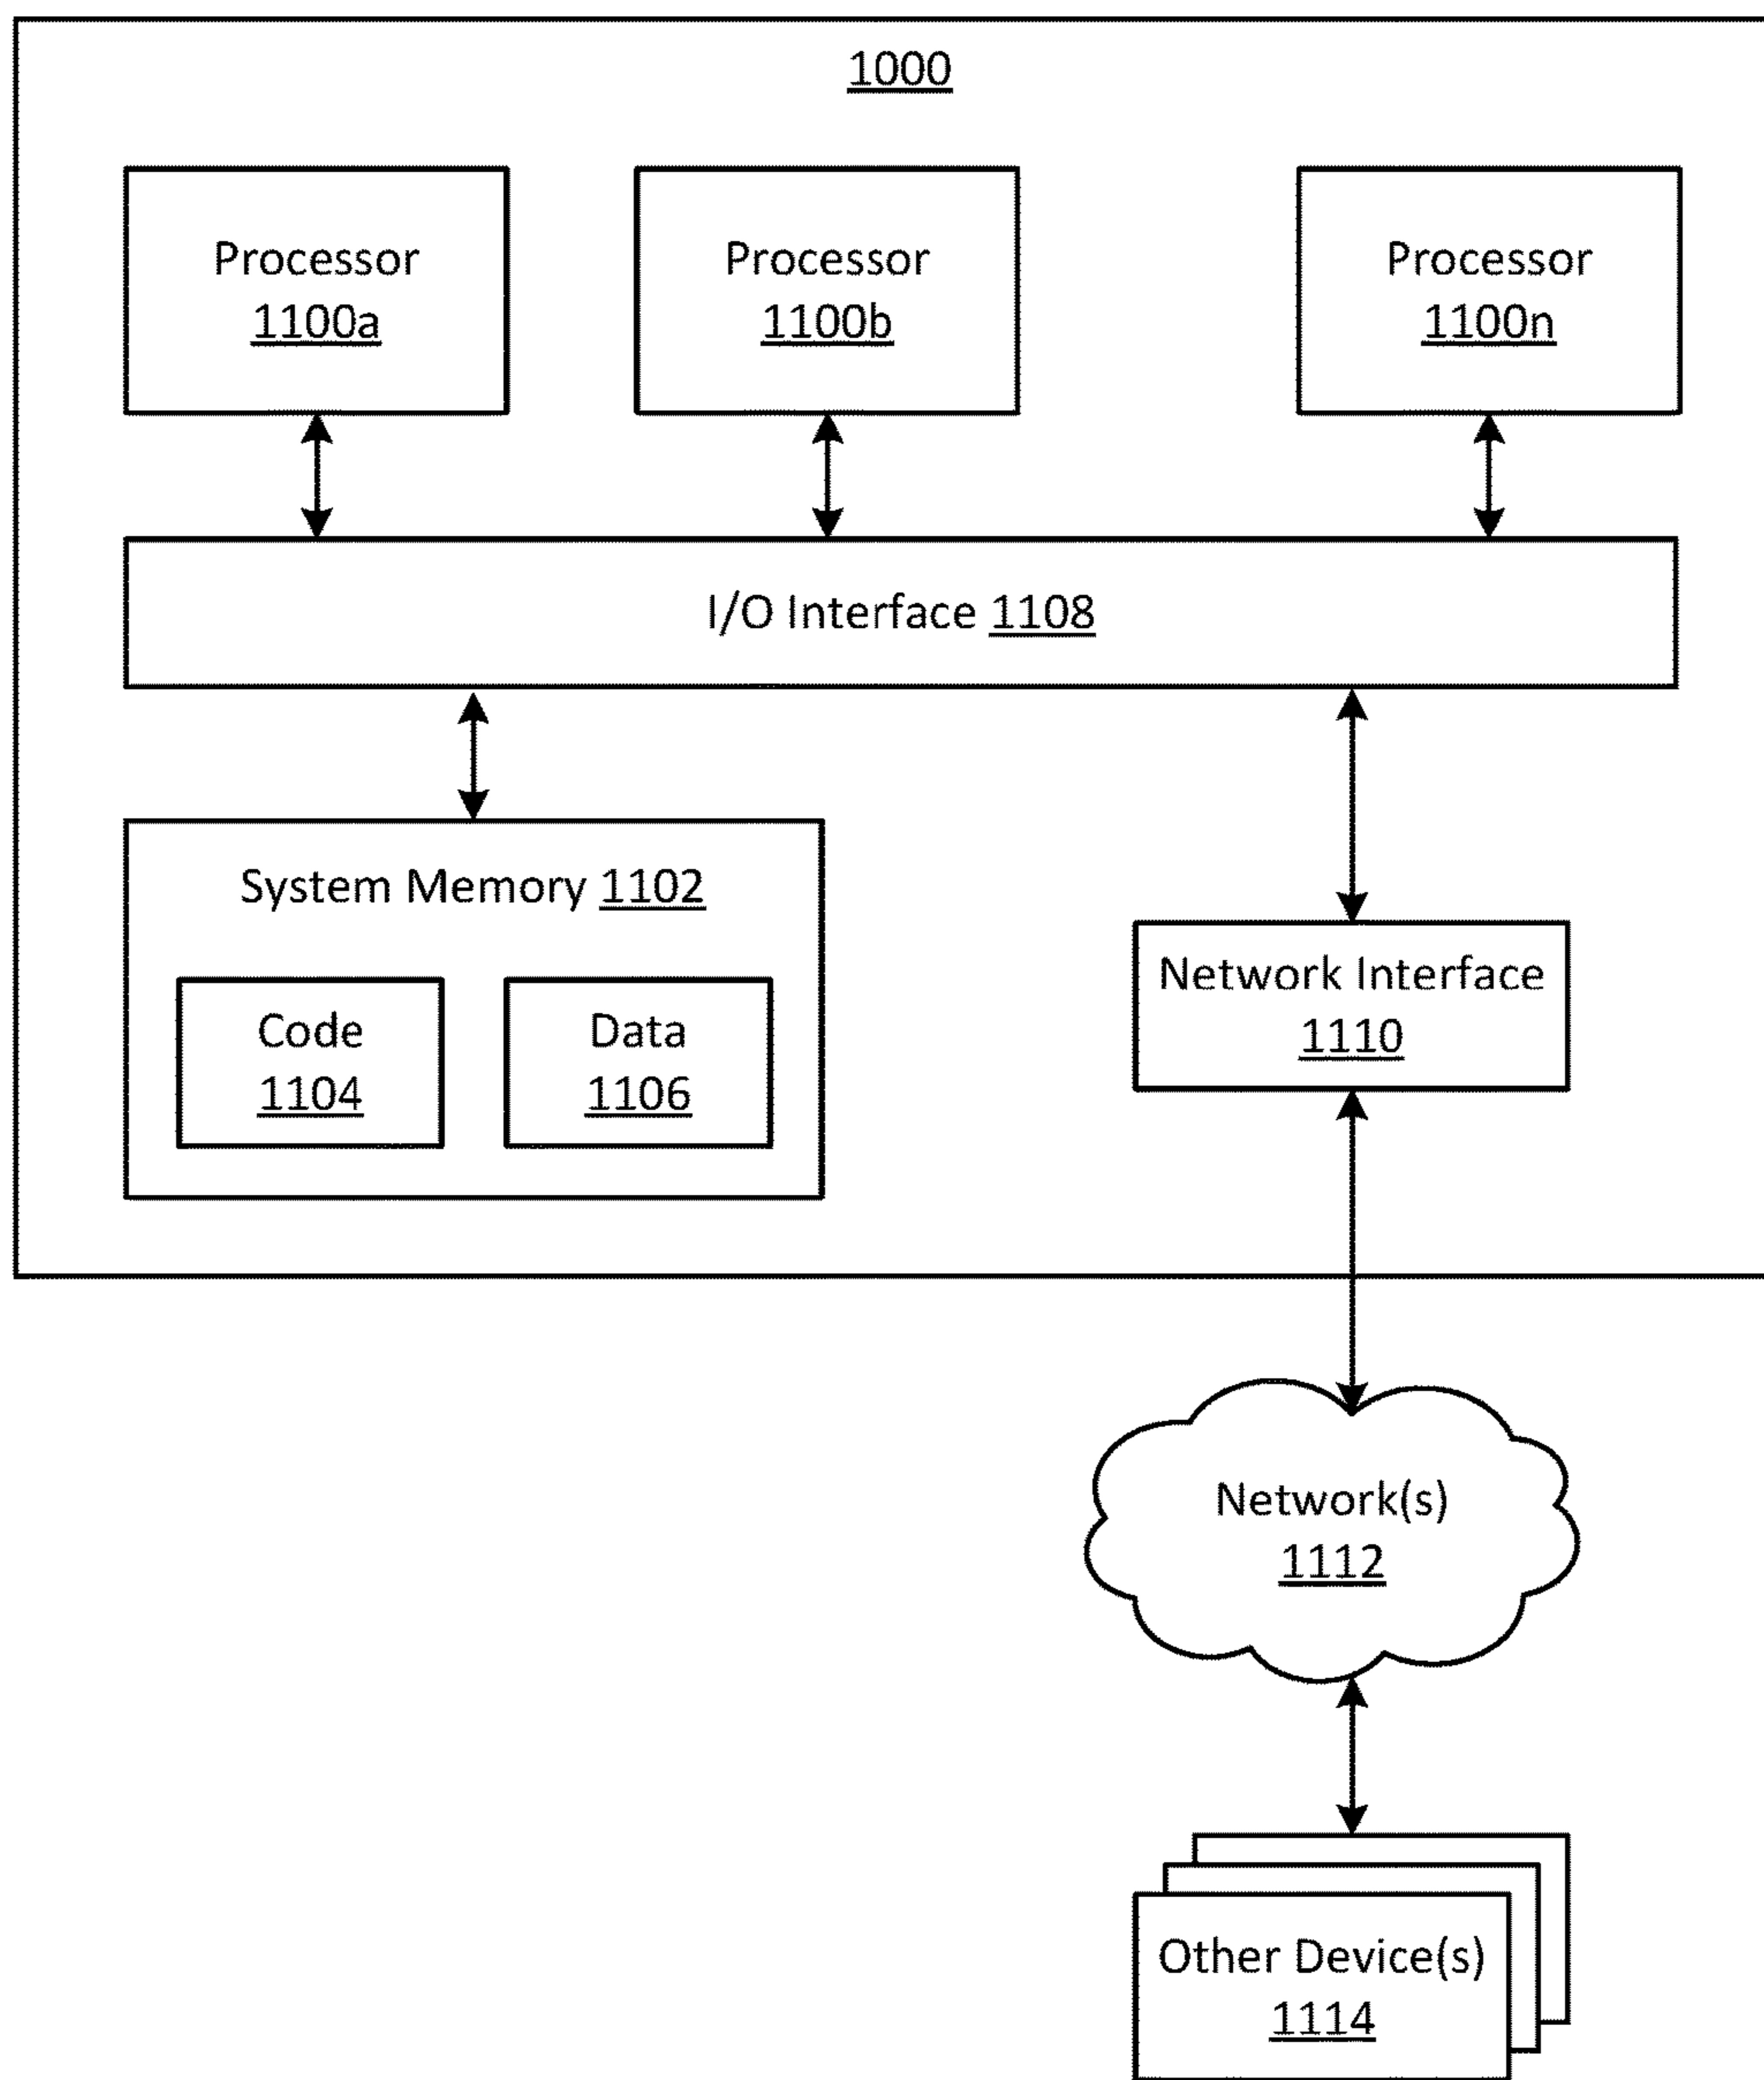 1000
Processor
1100a
Processor
1100b
Processor
1100n
I/O Interface 1108
System Memory 1102
Code
1104
Data
1106
Network Interface
1110
Network(s)
1112
Other Device(s)
1114